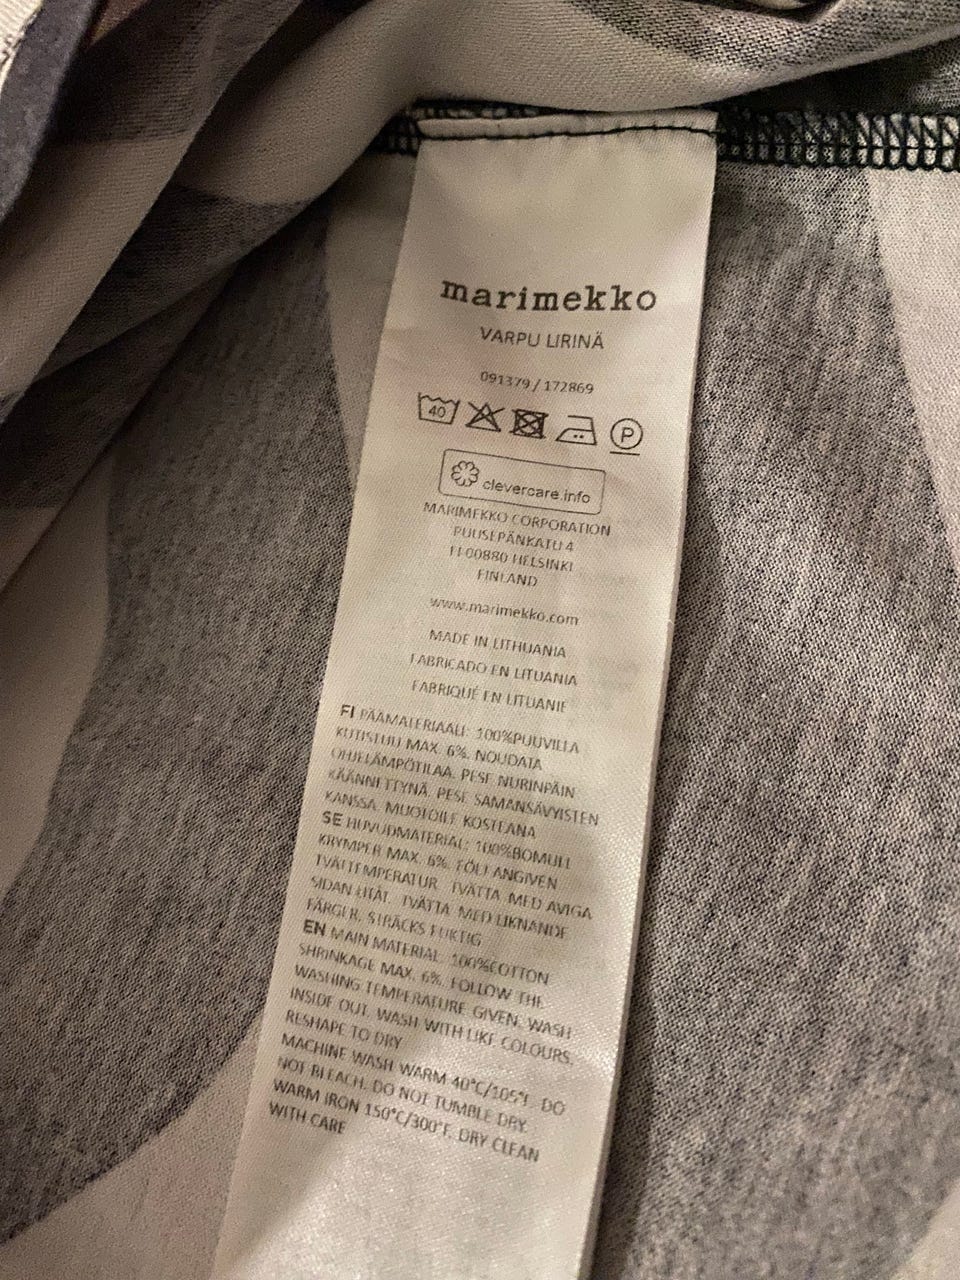 marimekko
VARPU LIRINÄ
091379 / 172869
40
P
clevercare.info
MARIMEKKO CORPORATION
PUUSEPÄNKATU 4
FI-00880 HELSINKI
FINLAND
www.marimekko.com
MADE IN LITHUANIA
FABRICADO EN LITUANIA
FABRIQUÉ EN LITUANIE
FI PÄÄMATERIAALI: 100%PUUVILLA
KUTISTUU MAX. 6%. NOUDATA
OHJELÄMPÖTILAA. PESE NURINPÄIN
KÄÄNNETTYNÄ. PESE SAMANSÄVYISTEN
KANSSA. MUOTOILE KOSTEANA
SE HUVUDMATERIAL: 100%BOMULL
KRYMPER MAX. 6%. FÖLJ ANGIVEN
TVÄTTEMPERATUR. TVÄTTA MED AVIGA
SIDAN UTÅT. TVÄTTA MED LIKNANDE
FÄRGER. STRÄCKS FUKTIG
EN MAIN MATERIAL: 100%COTTON
SHRINKAGE MAX. 6%. FOLLOW THE
WASHING TEMPERATURE GIVEN. WASH
INSIDE OUT. WASH WITH LIKE COLOURS.
RESHAPE TO DRY
MACHINE WASH WARM 40°C/105°F. DO
NOT BLEACH. DO NOT TUMBLE DRY.
WARM IRON 150°C/300°F. DRY CLEAN
WITH CARE